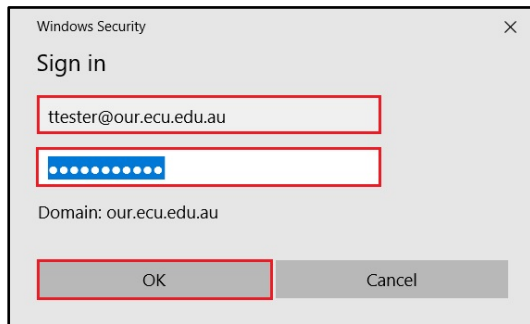 Windows Security
Sign in
ttester@our.ecu.edu.au
●●●●●●●●●●●
Domain: our.ecu.edu.au
OK Cancel